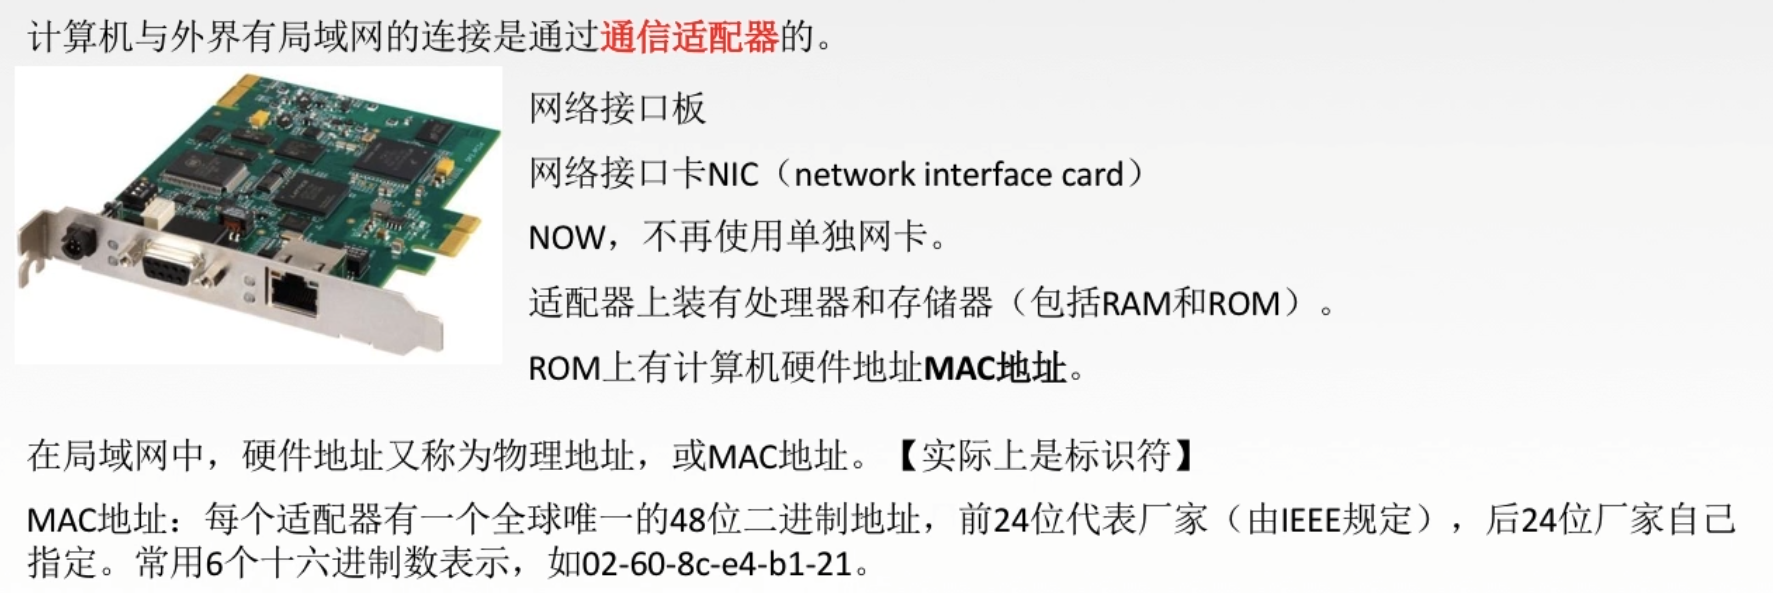 计算机与外界有局域网的连接是通过通信适配器的。
网络接口板
网络接口卡NIC（network interface card）
NOW，不再使用单独网卡。
适配器上装有处理器和存储器（包括RAM和ROM）。
ROM上有计算机硬件地址MAC地址。
在局域网中，硬件地址又称为物理地址，或MAC地址。【实际上是标识符】
MAC地址：每个适配器有一个全球唯一的48位二进制地址，前24位代表厂家（由IEEE规定），后24位厂家自己
指定。常用6个十六进制数表示，如02-60-8c-e4-b1-21。